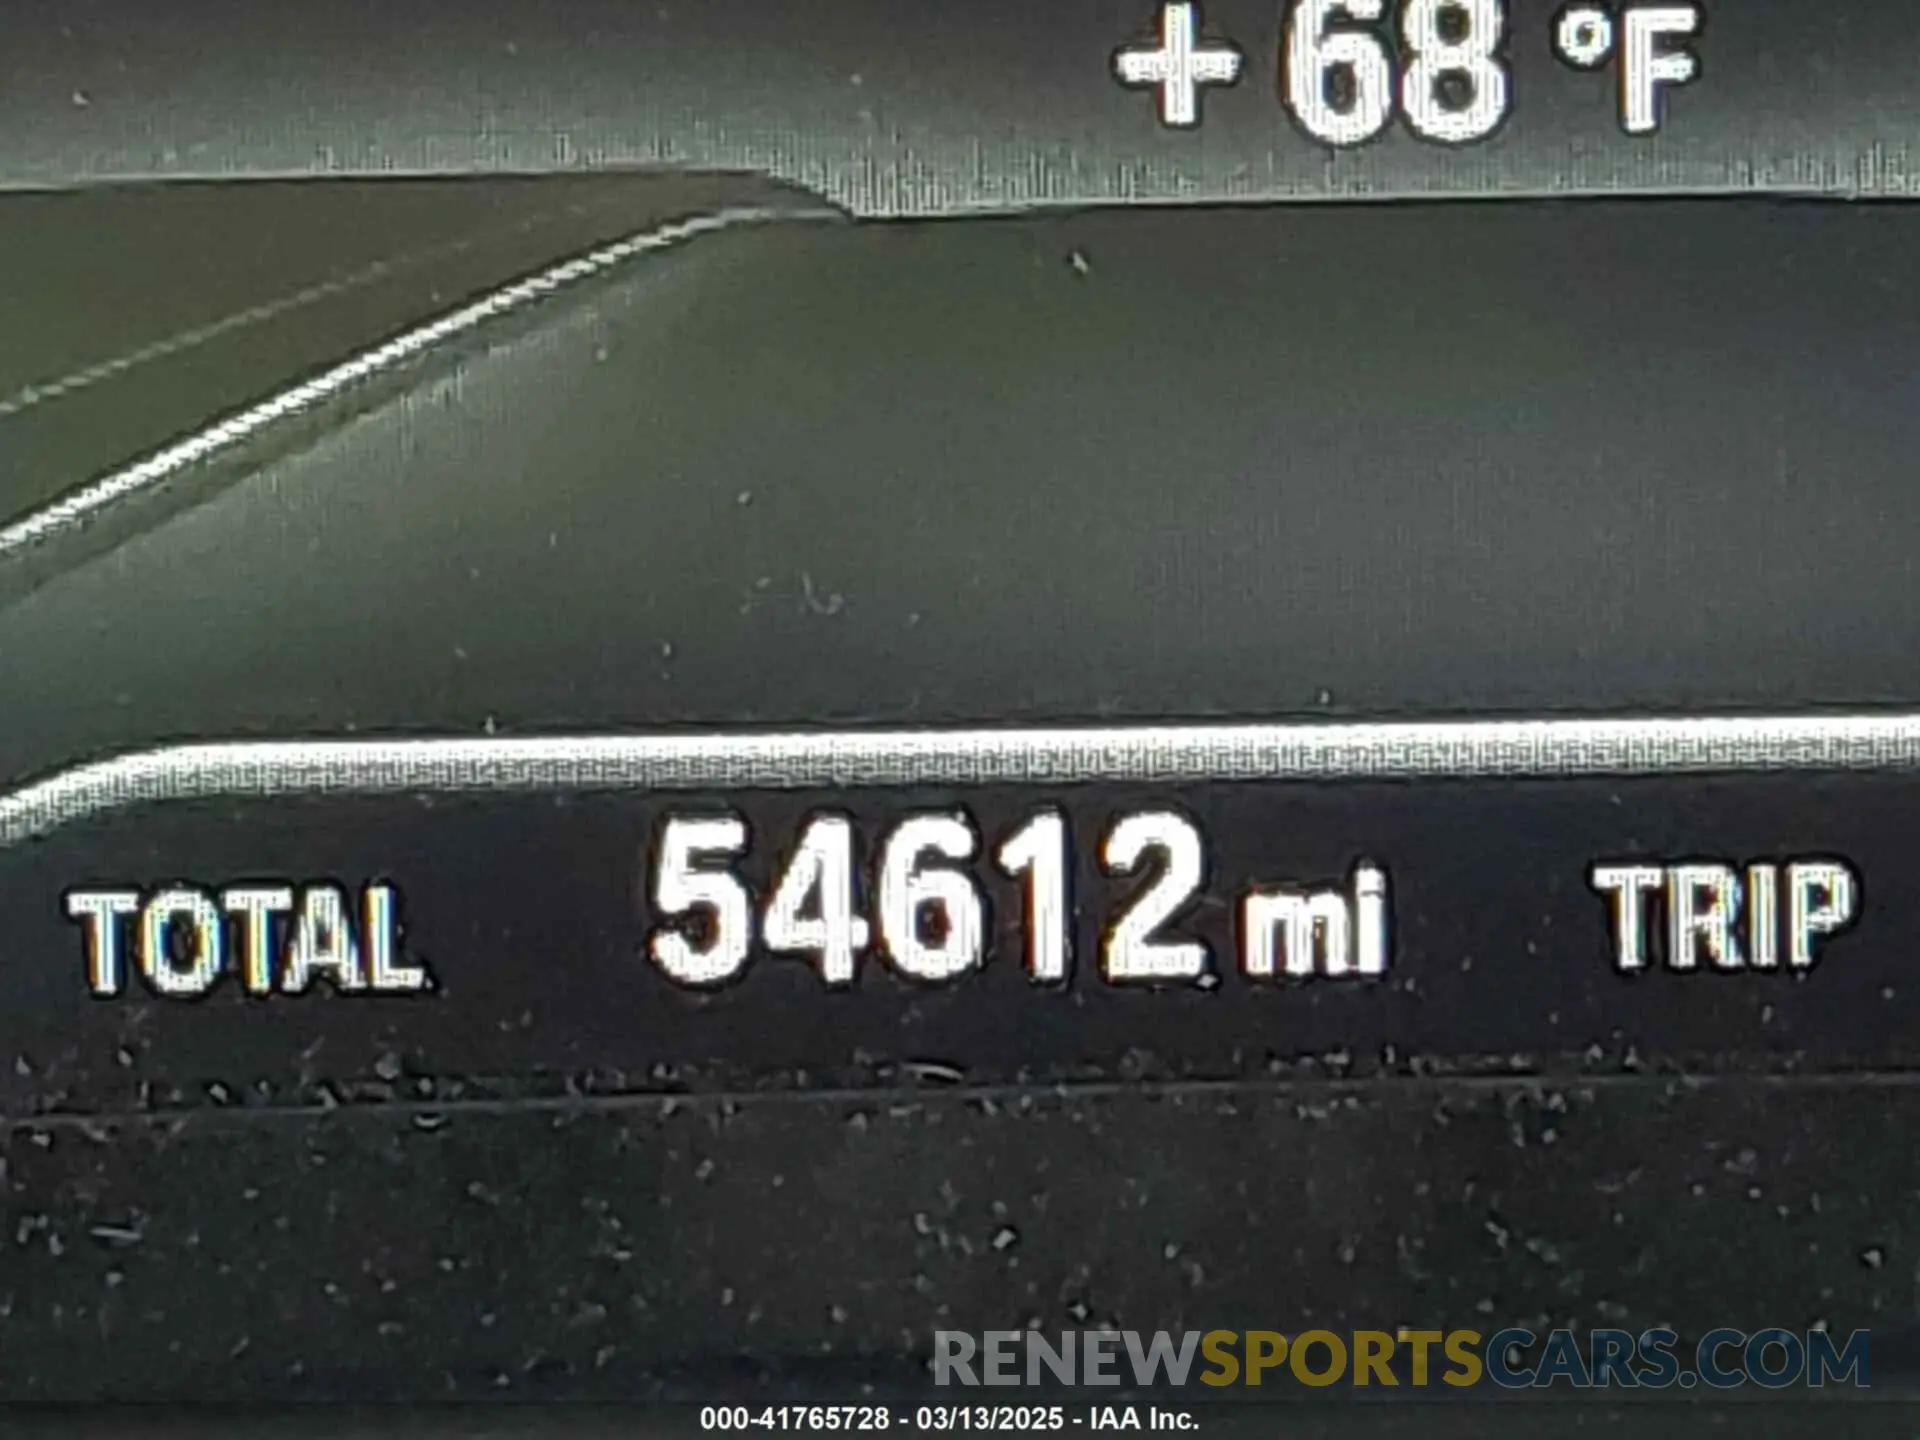 +68 °F
TOTAL 54612 mi TRIP
RENEWSPORTSCARS.COM
000-41765728 - 03/13/2025 - IAA Inc.